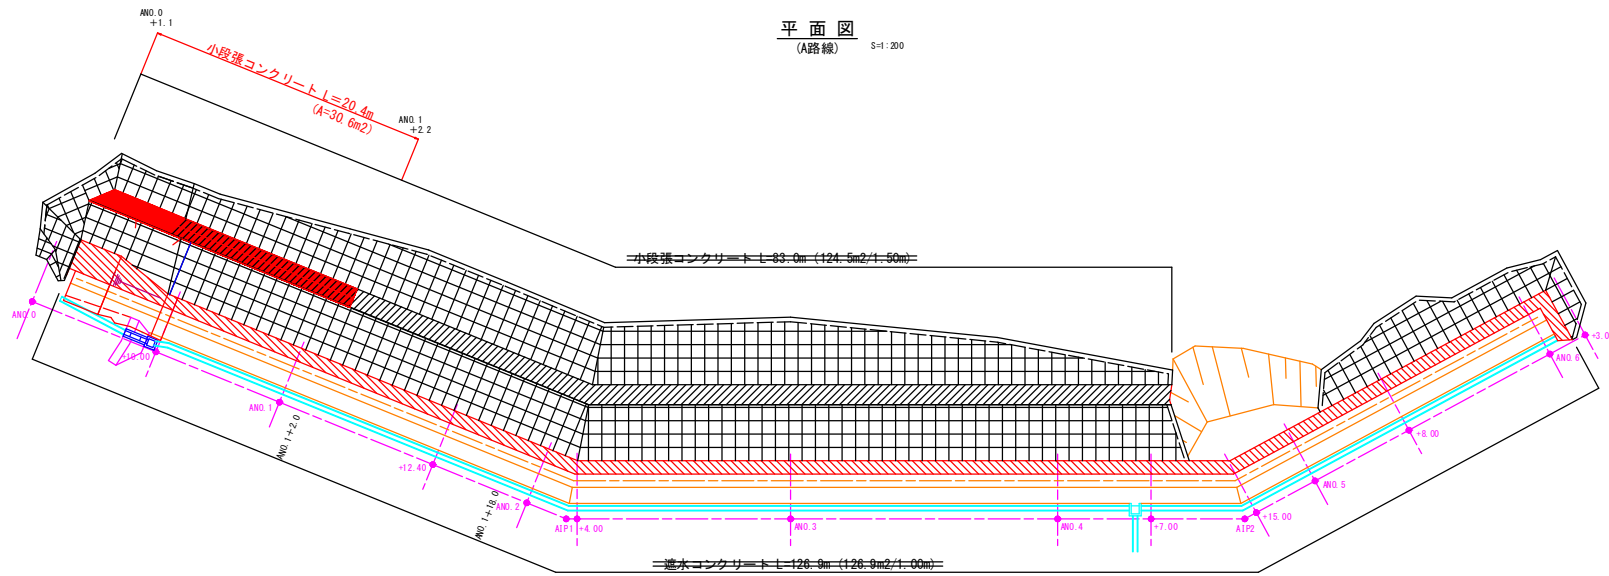 平 面 図
(A路線) S=1:200
ANO.0
+1.1
小段張コンクリート L=20.4m
(A=30.6m2)
ANO.1
+2.2
小段張コンクリート L=83.0m (124.5m2/1.50m)
ANO.0
+10.00
ANO.1
ANO.1+2.0
+12.40
ANO.2
ANO.1+18.0
AIP1
+4.00
ANO.3
ANO.4
+7.00
AIP2
+15.00
ANO.5
+8.00
ANO.6
+3.0
遮水コンクリート L=126.9m (126.9m2/1.00m)